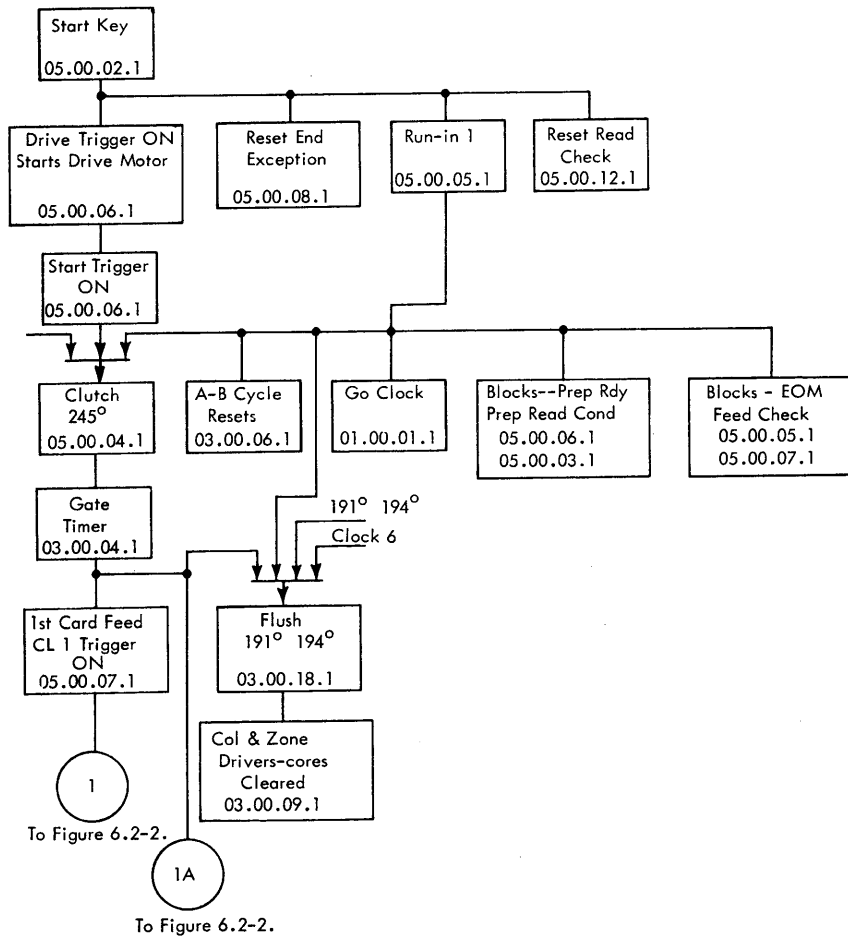 Start Key
05.00.02.1
Drive Trigger ON
Starts Drive Motor
05.00.06.1
Reset End
Exception
05.00.08.1
Run-in 1
05.00.05.1
Reset Read
Check
05.00.12.1
Start Trigger
ON
05.00.06.1
Clutch
245°
05.00.04.1
A-B Cycle
Resets
03.00.06.1
Go Clock
01.00.01.1
Blocks--Prep Rdy
Prep Read Cond
05.00.06.1
05.00.03.1
Blocks - EOM
Feed Check
05.00.05.1
05.00.07.1
Gate
Timer
03.00.04.1
191° 194°
Clock 6
1st Card Feed
CL 1 Trigger
ON
05.00.07.1
Flush
191° 194°
03.00.18.1
Col & Zone
Drivers-cores
Cleared
03.00.09.1
1
To Figure 6.2-2.
1A
To Figure 6.2-2.